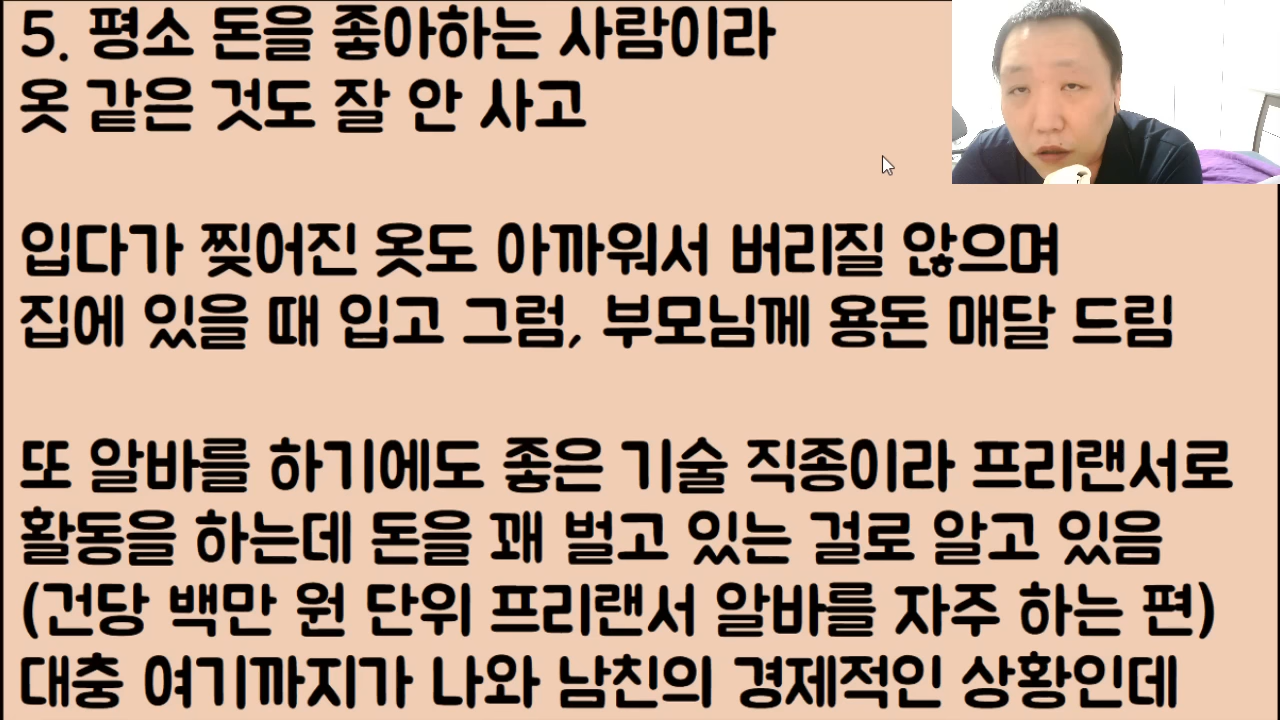 5. 평소 돈을 좋아하는 사람이라
옷 같은 것도 잘 안 사고
입다가 찢어진 옷도 아까워서 버리질 않으며
집에 있을 때 입고 그럼, 부모님께 용돈 매달 드림
또 알바를 하기에도 좋은 기술 직종이라 프리랜서로
활동을 하는데 돈을 꽤 벌고 있는 걸로 알고 있음
(건당 백만 원 단위 프리랜서 알바를 자주 하는 편)
대충 여기까지가 나와 남친의 경제적인 상황인데